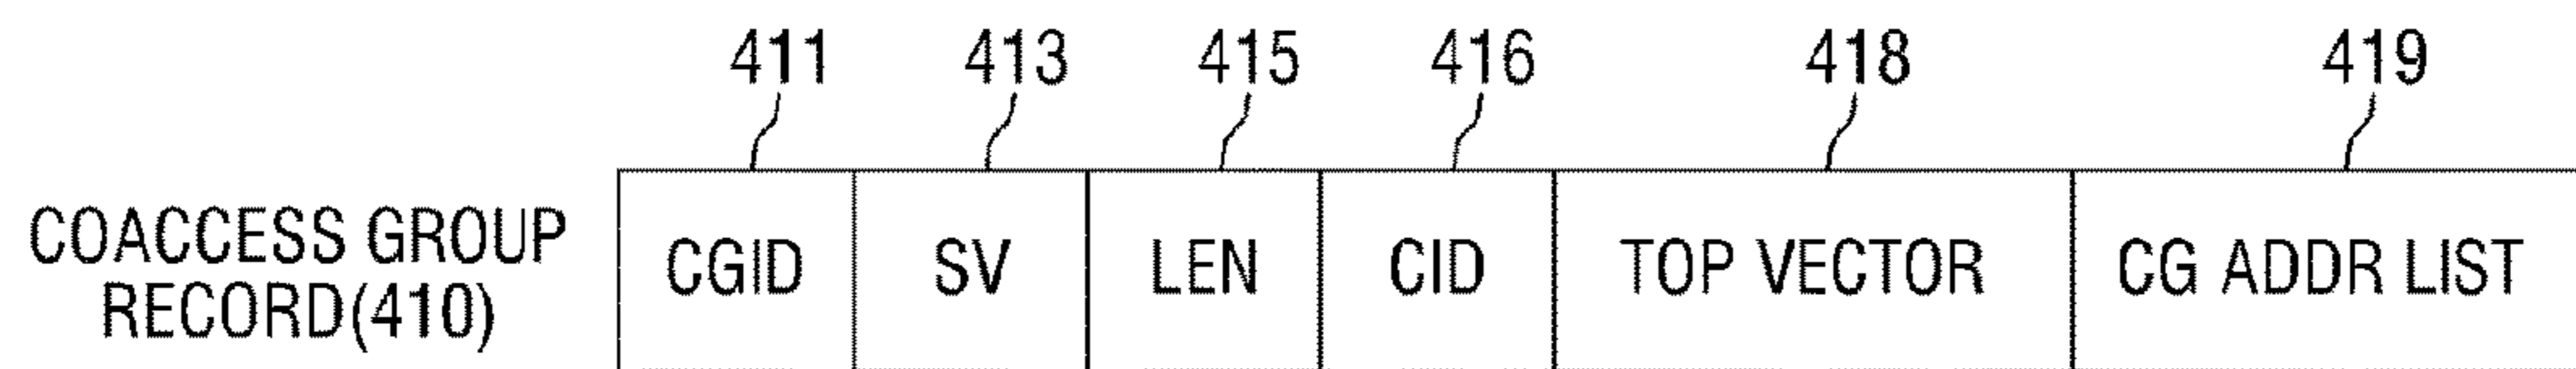 411 413 415 416 418 419
COACCESS GROUP
RECORD(410)
CGID SV LEN CID TOP VECTOR CG ADDR LIST